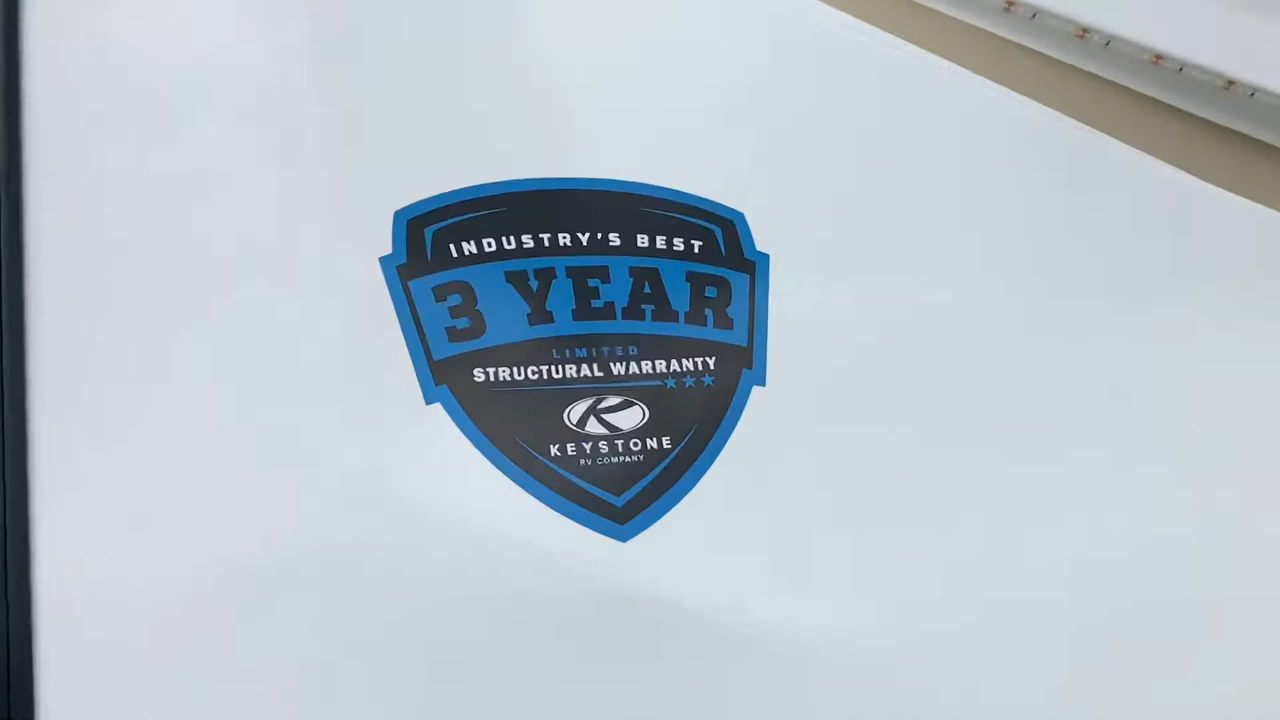 INDUSTRY'S BEST
3 YEAR
LIMITED
STRUCTURAL WARRANTY
K
KEYSTONE
RV COMPANY